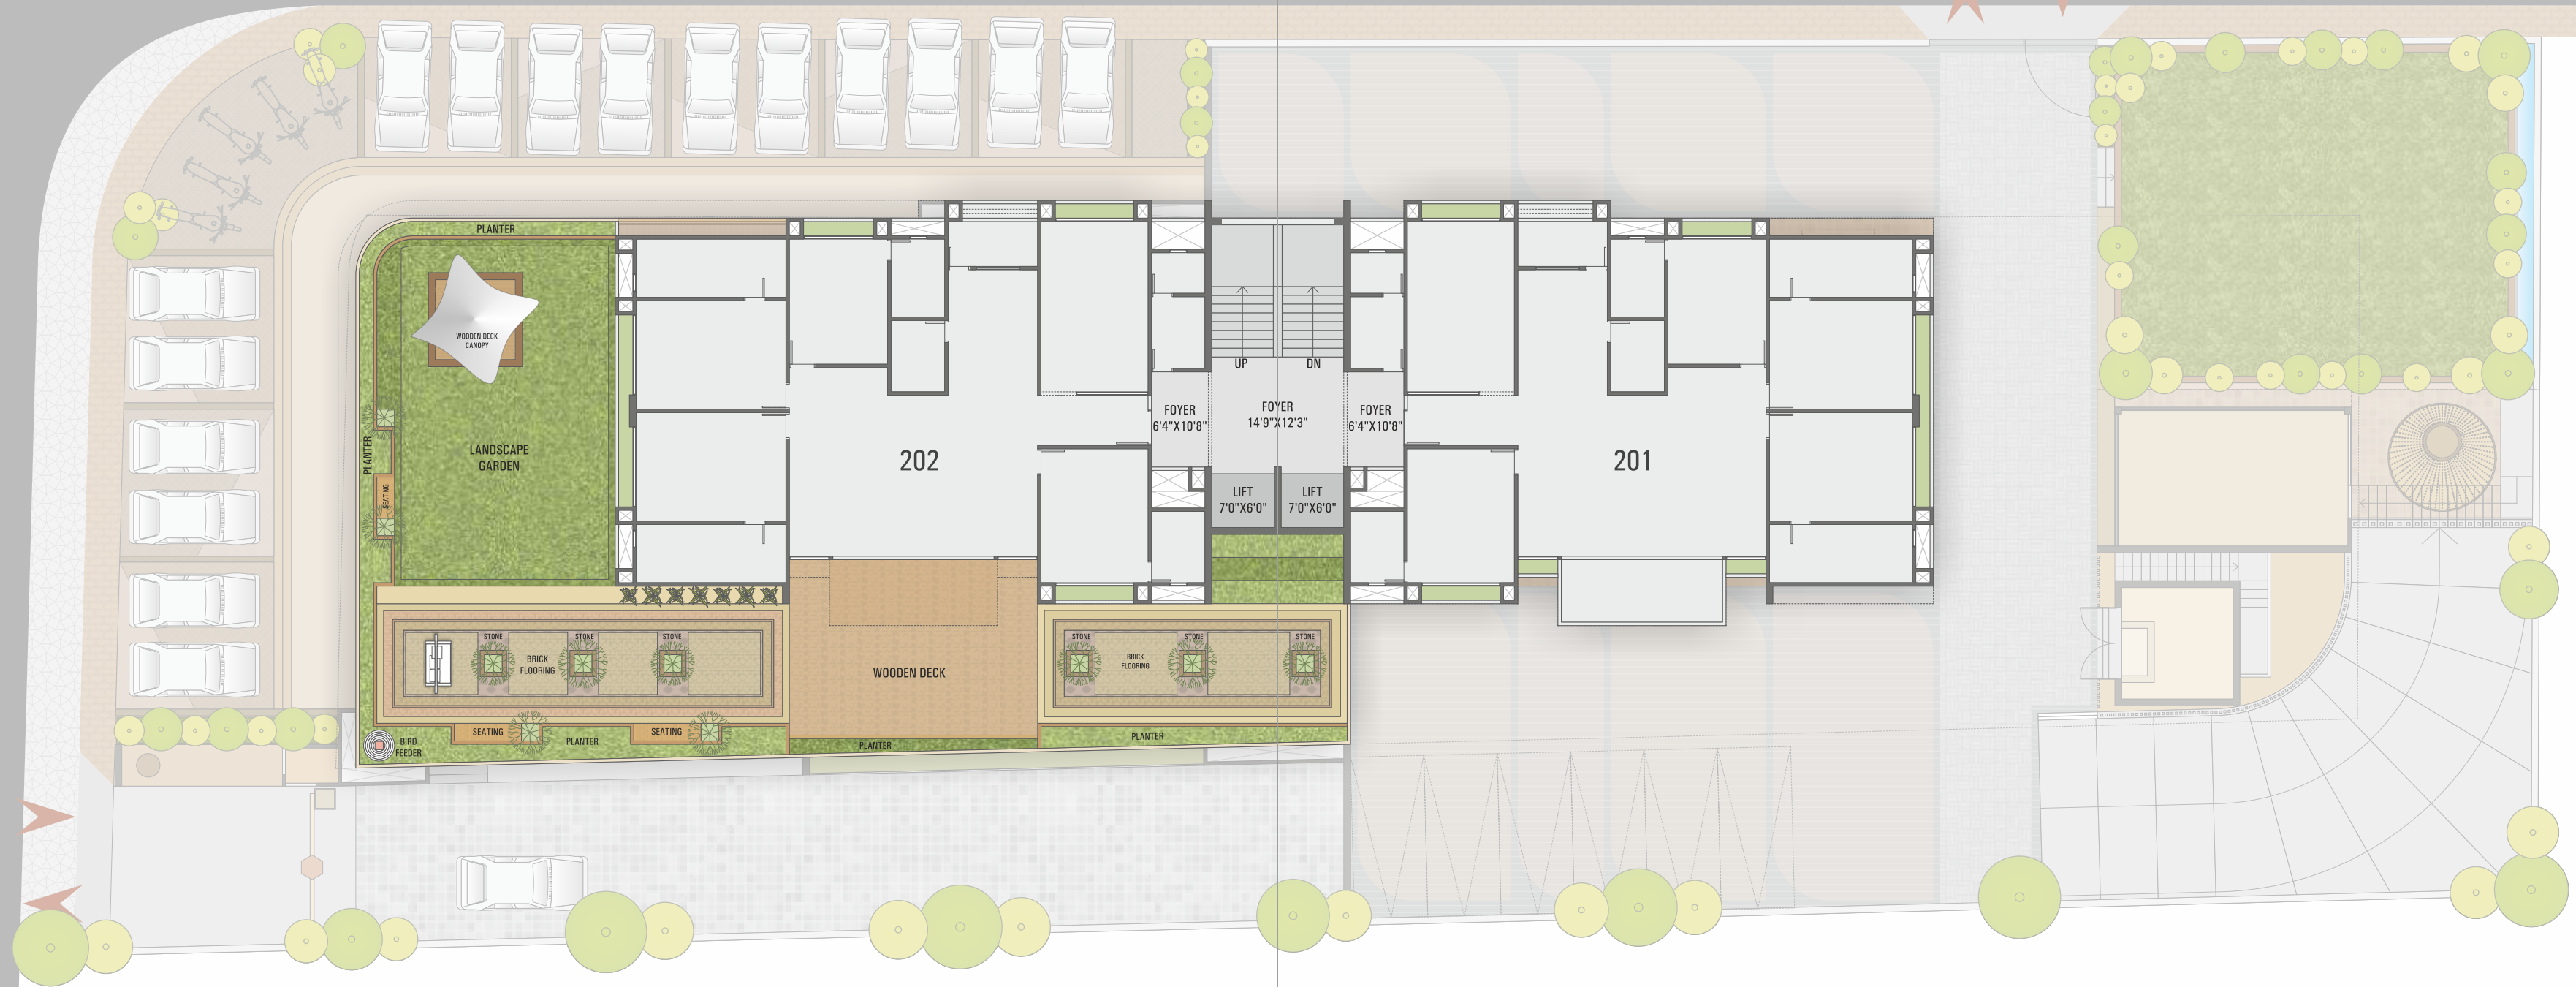 PLANTER
WOODEN DECK
CANOPY
PLANTER
LANDSCAPE
GARDEN
SEATING
202
FOYER
6'4"X10'8"
UP
DN
FOYER
14'9"X12'3"
FOYER
6'4"X10'8"
201
LIFT
7'0"X6'0"
LIFT
7'0"X6'0"
STONE
STONE
STONE
BRICK
FLOORING
WOODEN DECK
STONE
STONE
STONE
BRICK
FLOORING
SEATING
SEATING
BIRD
FEEDER
PLANTER
PLANTER
PLANTER